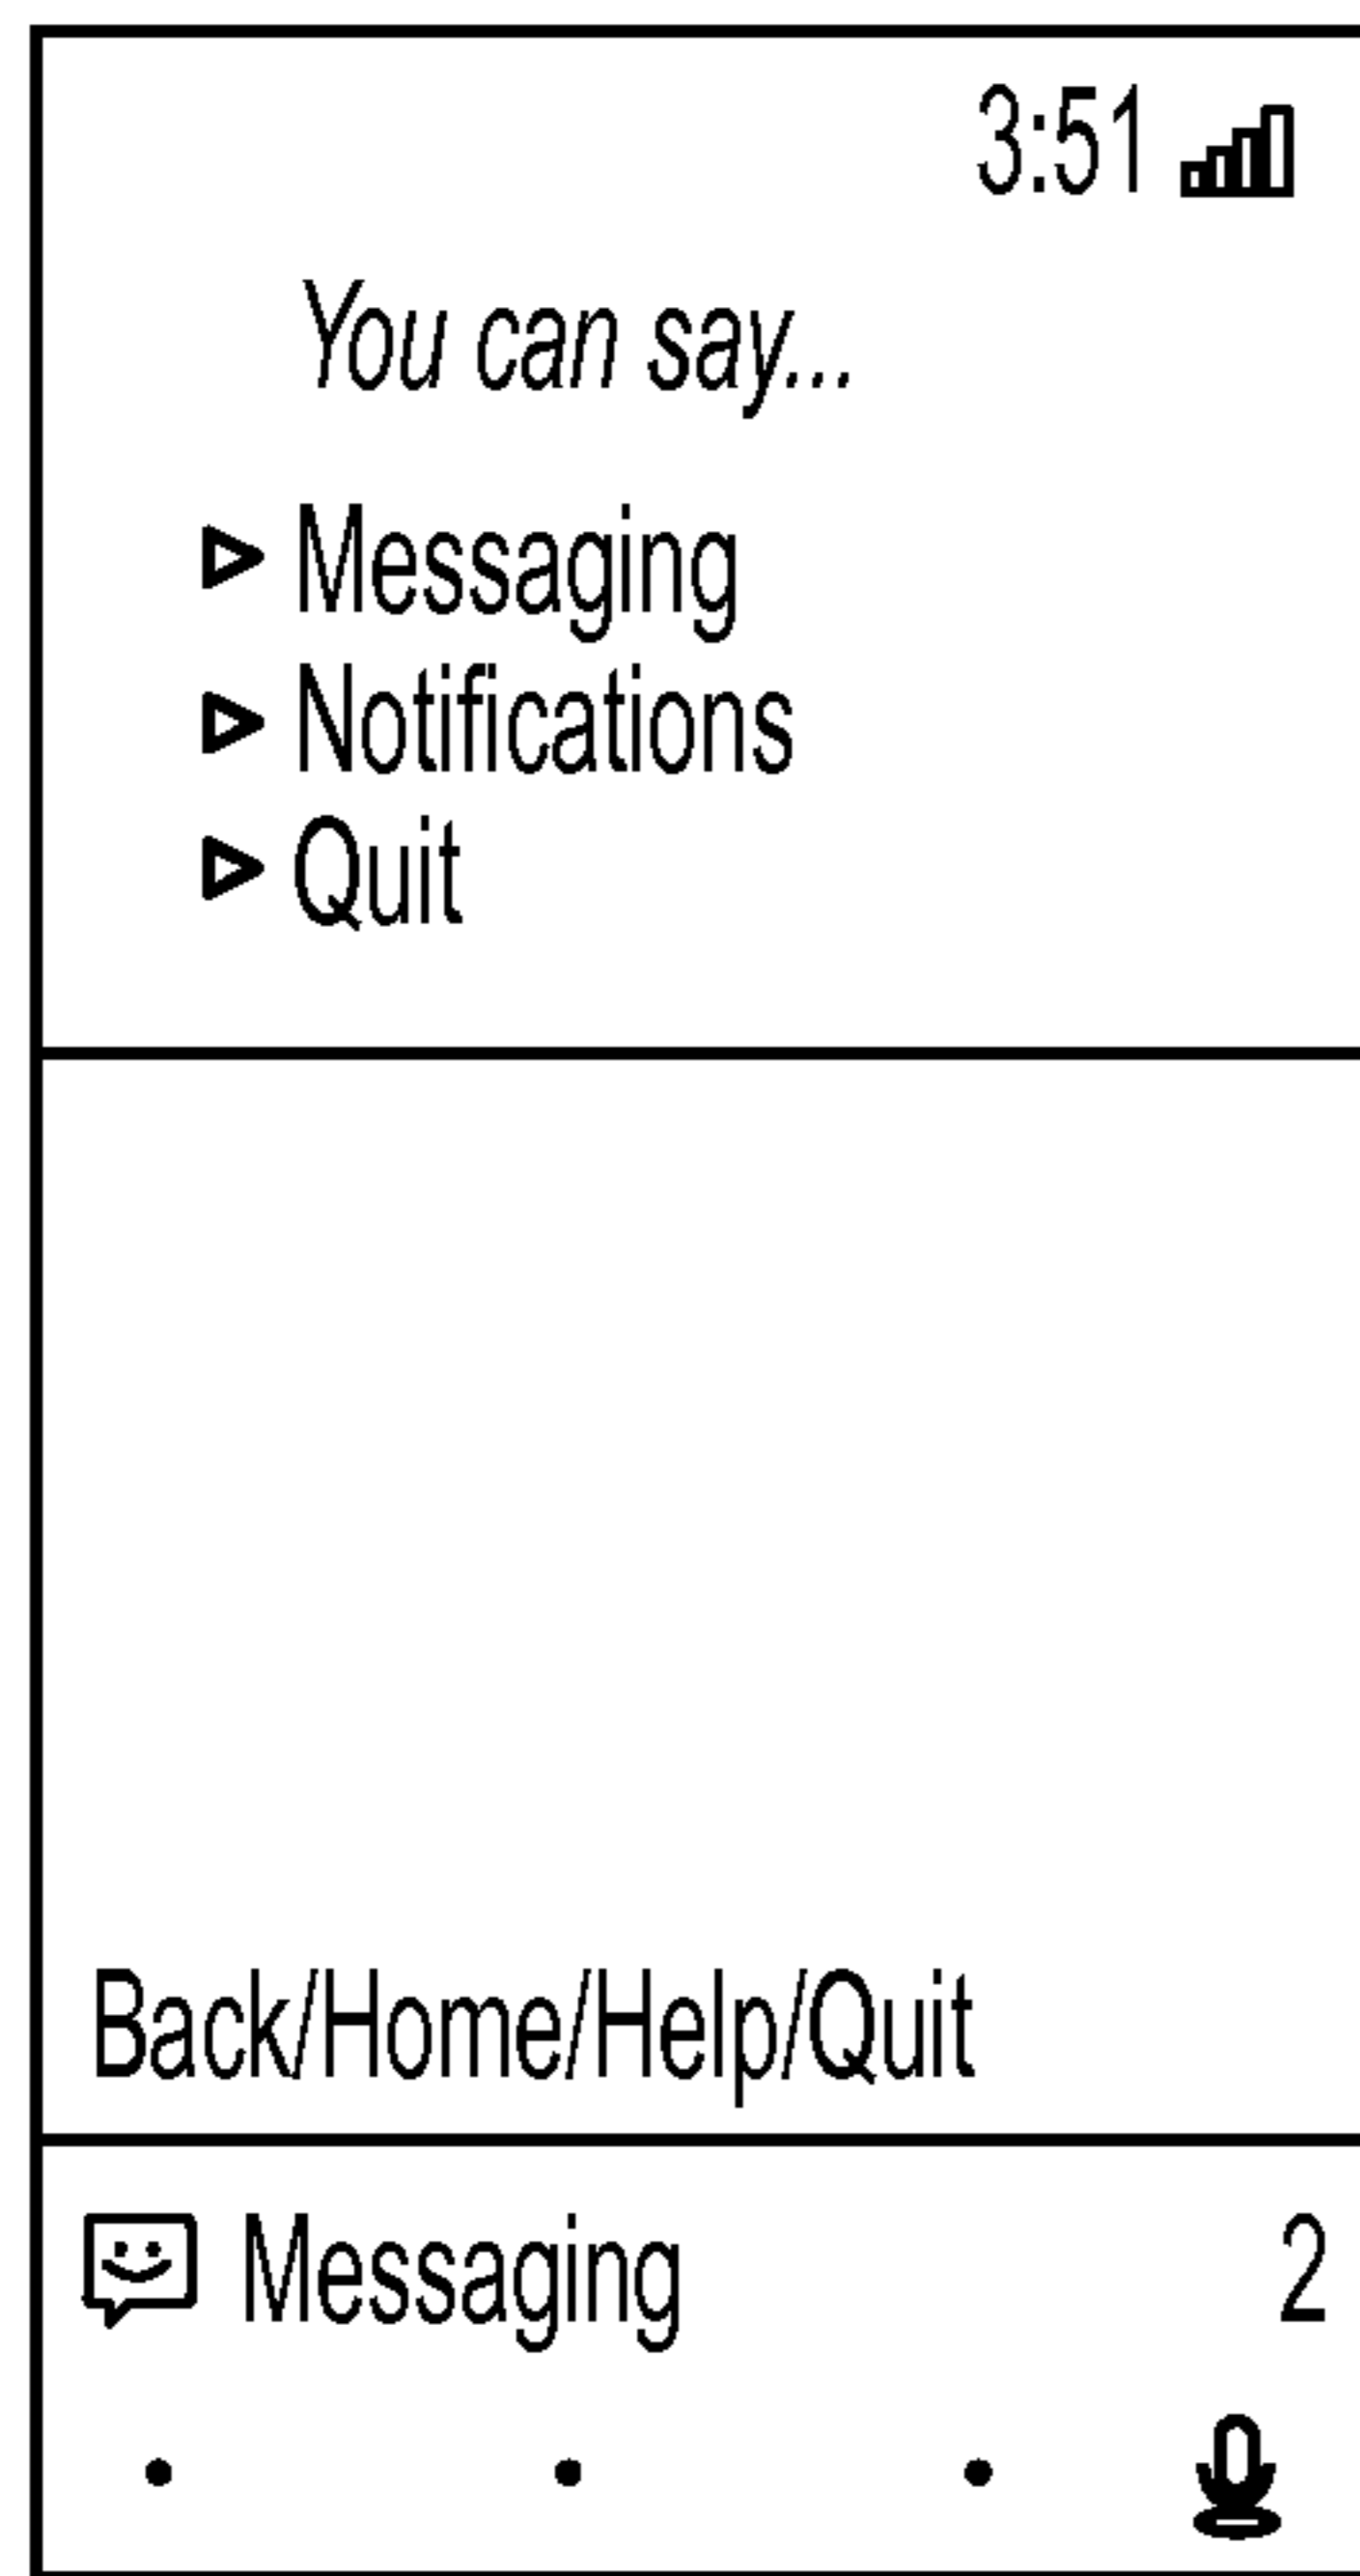 3:51
You can say...
Messaging
Notifications
Quit
Back/Home/Help/Quit
Messaging 2